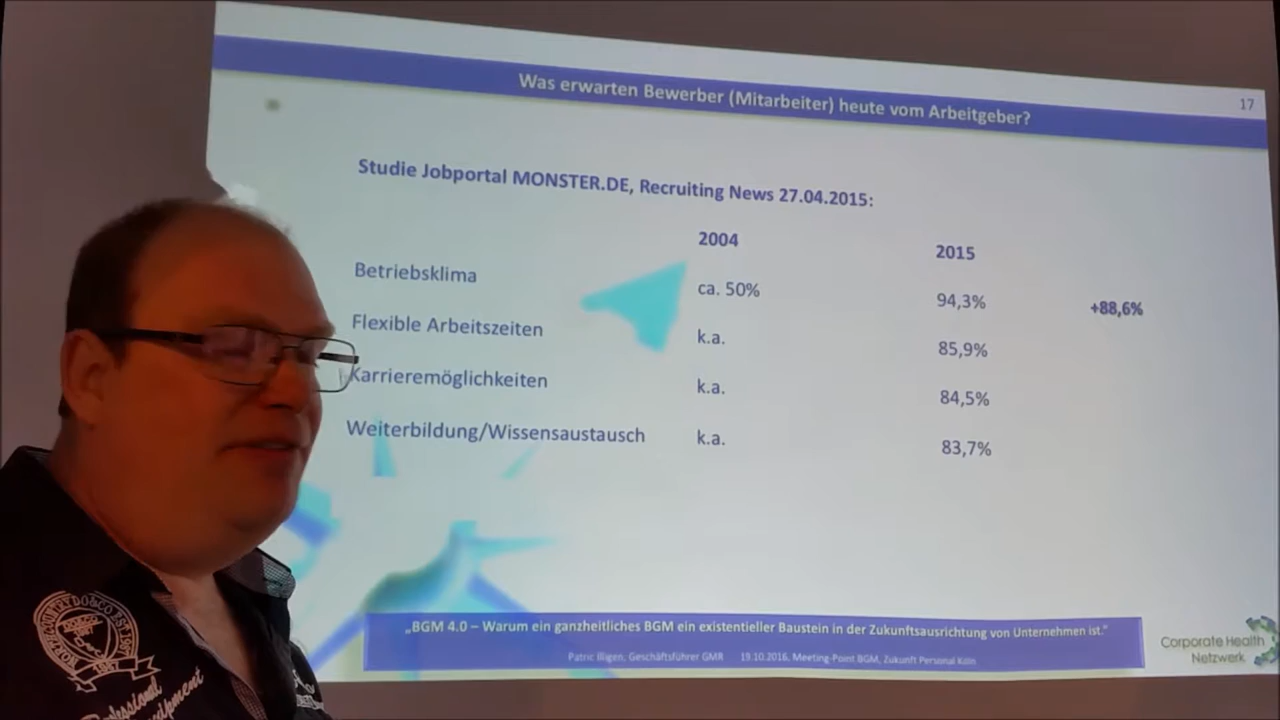 Was erwarten Bewerber (Mitarbeiter) heute vom Arbeitgeber?
17
Studie Jobportal MONSTER.DE, Recruiting News 27.04.2015:
2004 2015
Betriebsklima ca. 50% 94,3% +88,6%
Flexible Arbeitszeiten k.a. 85,9%
Karrieremöglichkeiten k.a. 84,5%
Weiterbildung/Wissensaustausch k.a. 83,7%
„BGM 4.0 – Warum ein ganzheitliches BGM ein existentieller Baustein in der Zukunftsausrichtung von Unternehmen ist.“
Patric Illigen, Geschäftsführer GMR 19.10.2016, Meeting-Point BGM, Zukunft Personal Köln
Corporate Health
Netzwerk
Professional